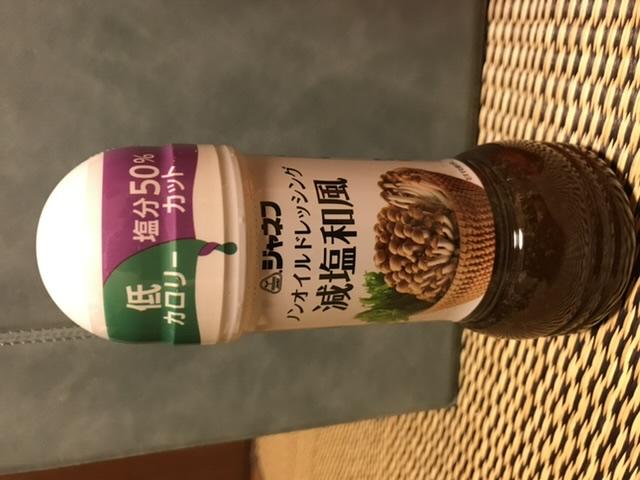 低
カロリー
塩分50%
カット
ジャネフ
ノンオイルドレッシング
減塩和風